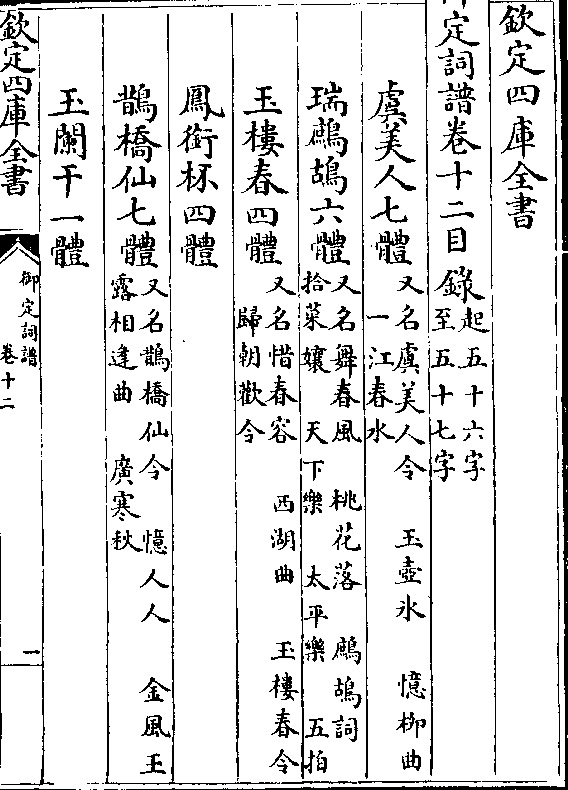 欽定四庫全書
御定詞譜卷十二目錄 起五十六字
至五十七字
虞美人七體 又名虞美人令 玉壺氷 憶栁曲
一江春水
瑞鷓鴣六體 又名舞春風 桃花落 鷓鴣詞
拾菜孃 天下樂 太平樂 五拍
玉樓春四體 又名惜春容 西湖曲 玉樓春令
歸朝歡令
鳳銜杯四體
鵲橋仙七體 又名鵲橋仙令 憶人人 金風玉
露相逢曲 廣寒秋
玉闌干一體
欽定四庫全書
御定詞譜
卷十二
一